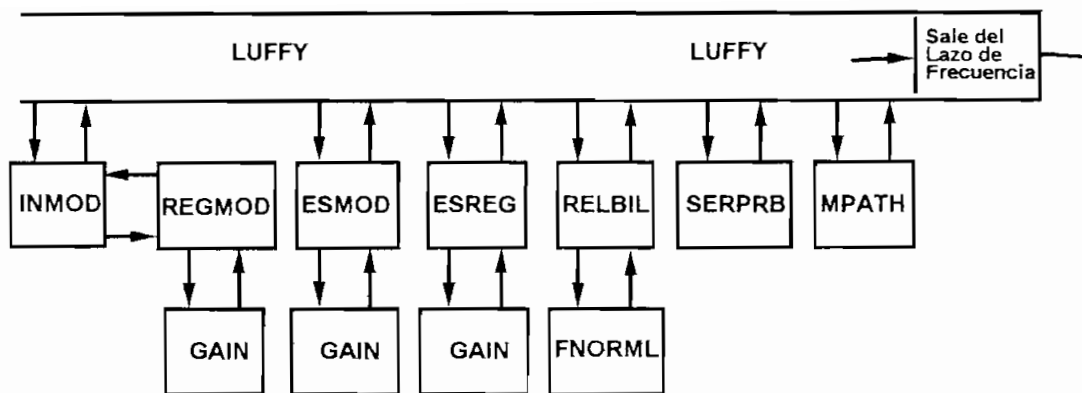 LUFFY LUFFY
Sale del
Lazo de
Frecuencia
INMOD REGMOD ESMOD ESREG RELBIL SERPRB MPATH
GAIN GAIN GAIN FNORML